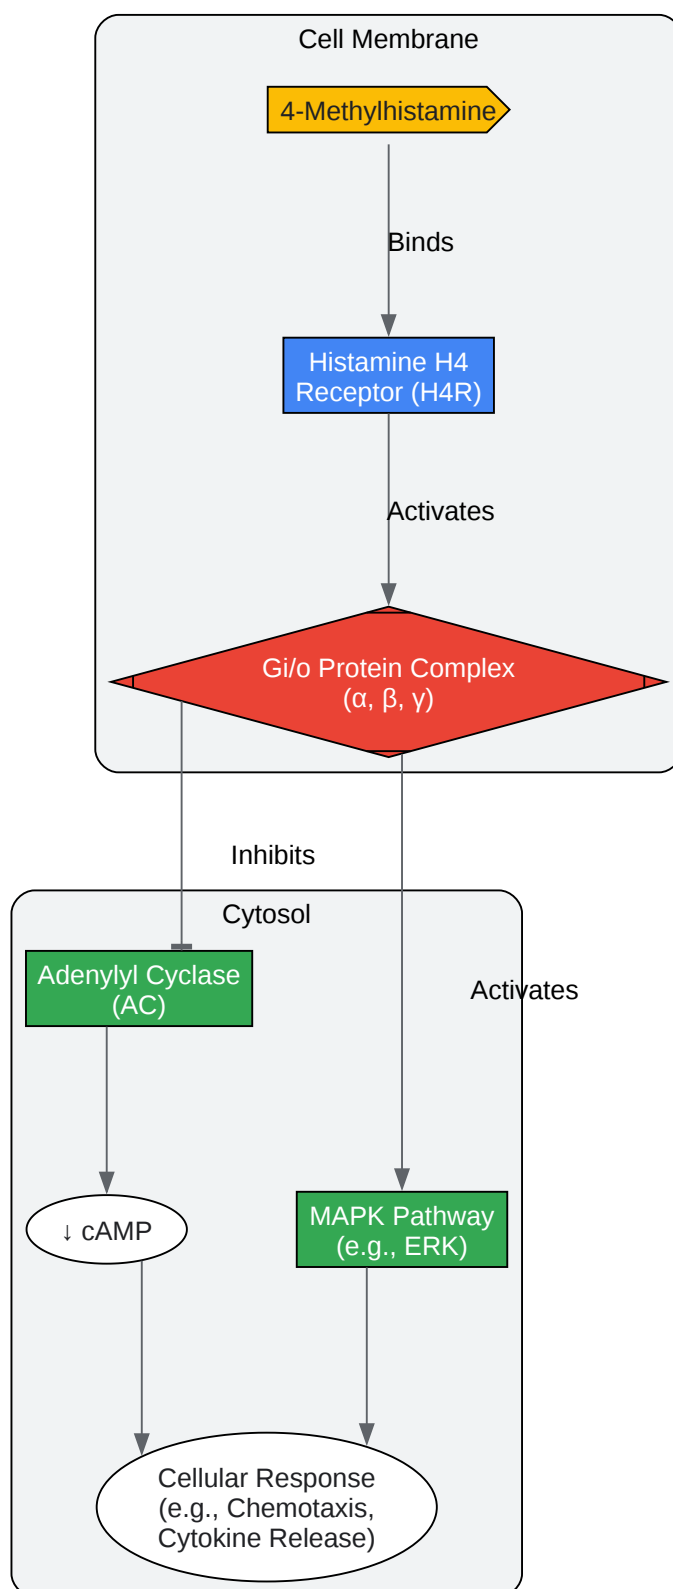 Cell Membrane
4-Methylhistamine
Binds
Histamine H4
Receptor (H4R)
Activates
Gi/o Protein Complex
(α, β, γ)
Inhibits
Cytosol
Adenylyl Cyclase
(AC)
Activates
↓ cAMP
MAPK Pathway
(e.g., ERK)
Cellular Response
(e.g., Chemotaxis,
Cytokine Release)